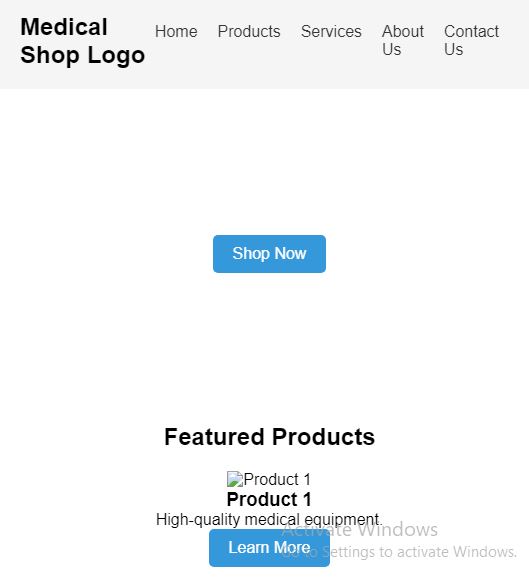 Medical
Shop Logo
Home Products Services About Us Contact Us
Shop Now
Featured Products
Product 1
Product 1
High-quality medical equipment.
Learn More
Activate Windows
Go to Settings to activate Windows.